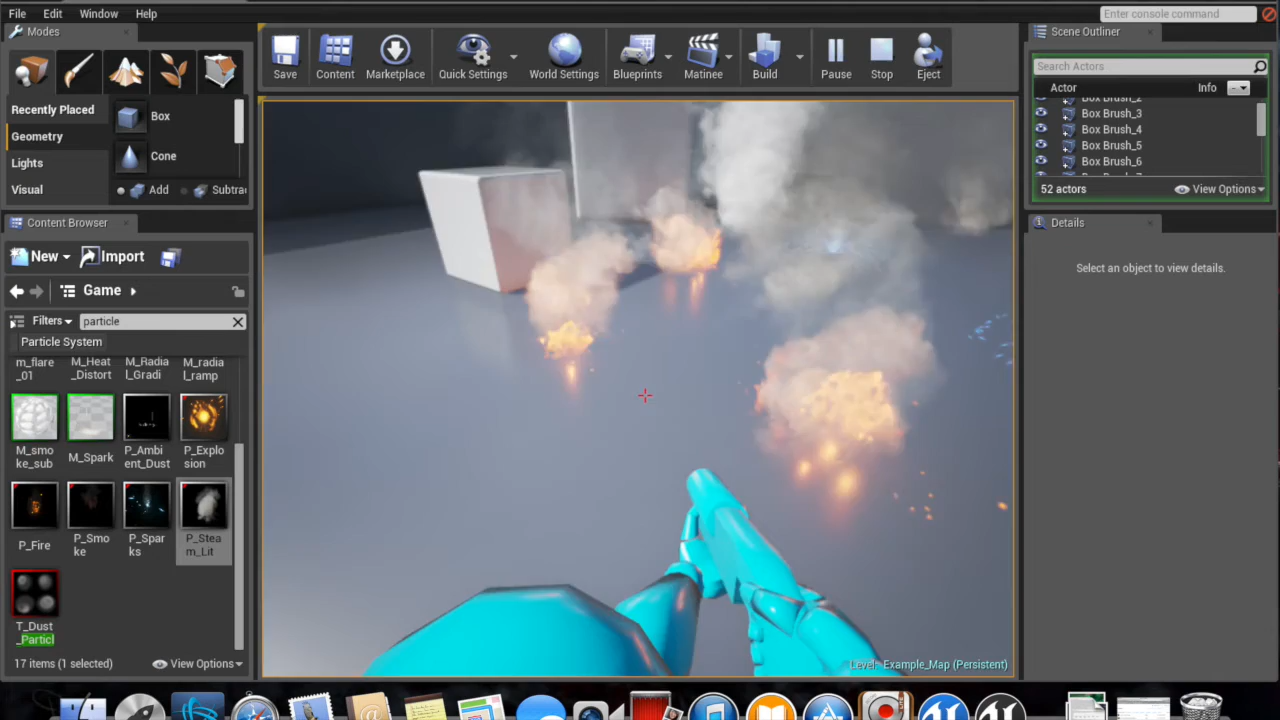 File Edit Window Help
Enter console command
Modes
Scene Outliner
Save Content Marketplace Quick Settings World Settings Blueprints Matinee Build Pause Stop Eject
Search Actors
Actor Info
Recently Placed
Geometry
Lights
Visual
Box
Cone
Add Subtra
Box Brush_2
Box Brush_3
Box Brush_4
Box Brush_5
Box Brush_6
52 actors View Options
Content Browser
Details
Select an object to view details.
New Import
Game
Filters particle
Particle System
m_flare
_01
M_Heat
_Distort
M_Radia
l_Gradi
M_radia
l_ramp
M_smo
ke_sub
M_Spark
P_Ambi
ent_Dust
P_Explo
sion
P_Fire
P_Smo
ke
P_Spar
ks
P_Stea
m_Lit
T_Dust
_Particl
17 items (1 selected) View Options
Level: Example_Map (Persistent)